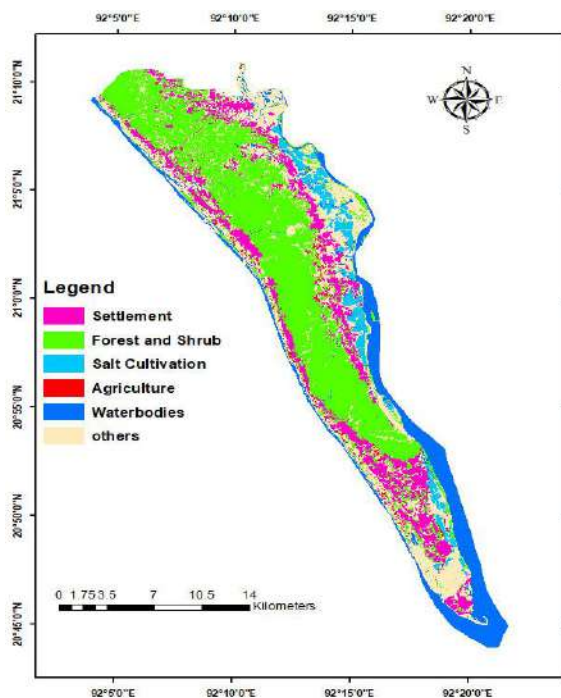 92°5'0"E 92°10'0"E 92°15'0"E 92°20'0"E
21°10'0"N
N
W E
S
21°5'0"N
21°0'0"N
Legend
Settlement
Forest and Shrub
Salt Cultivation
Agriculture
Waterbodies
others
20°55'0"N
20°50'0"N
0 1.75 3.5 7 10.5 14
Kilometers
20°45'0"N
92°5'0"E 92°10'0"E 92°15'0"E 92°20'0"E